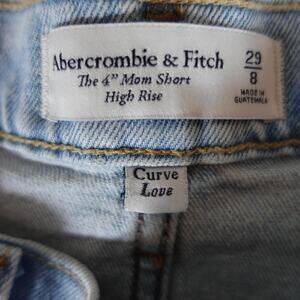 Abercrombie & Fitch
The 4" Mom Short
High Rise
29
8
MADE IN
GUATEMALA
Curve
Love